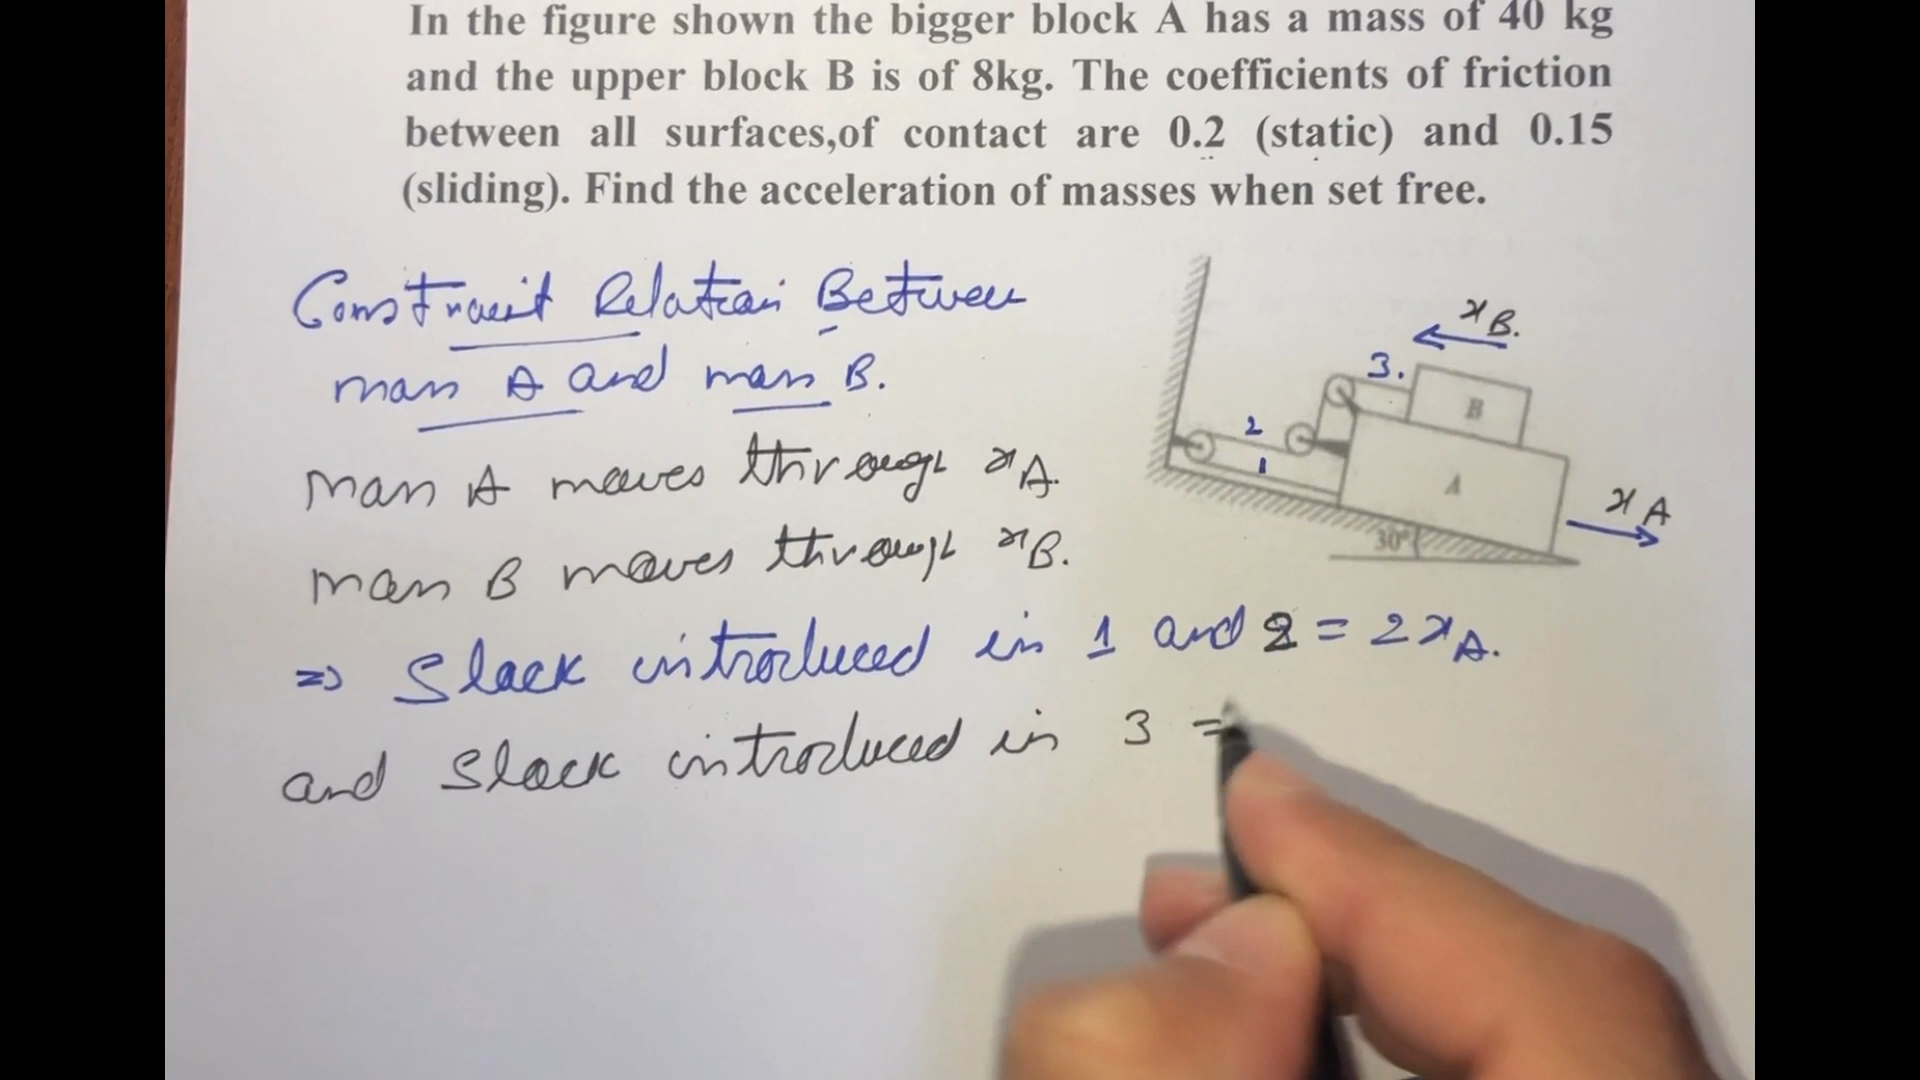 In the figure shown the bigger block A has a mass of 40 kg
and the upper block B is of 8kg. The coefficients of friction
between all surfaces,of contact are 0.2 (static) and 0.15
(sliding). Find the acceleration of masses when set free.
Constraint Relation Between
mass A and mass B.
mass A moves through xA.
mass B moves through xB.
⇒ Slack introduced in 1 and 2 = 2xA.
and Slack introduced in 3 =
xB.
3.
B
2
1
A
xA
30°